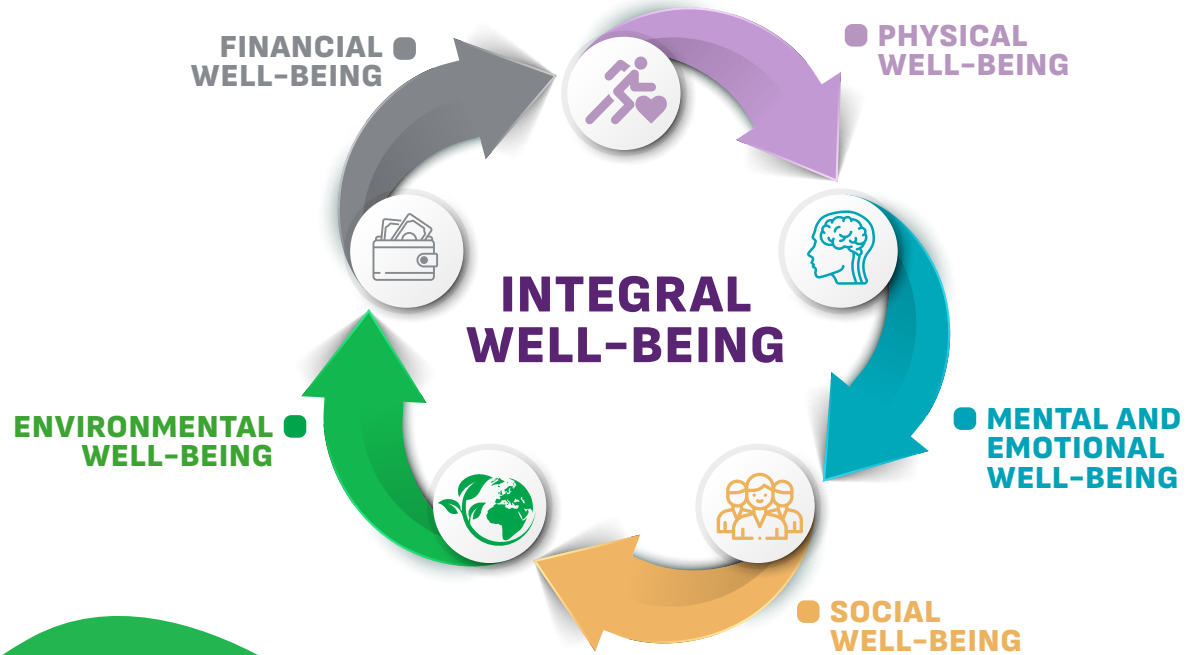 FINANCIAL
WELL-BEING
PHYSICAL
WELL-BEING
INTEGRAL
WELL-BEING
ENVIRONMENTAL
WELL-BEING
MENTAL AND
EMOTIONAL
WELL-BEING
SOCIAL
WELL-BEING